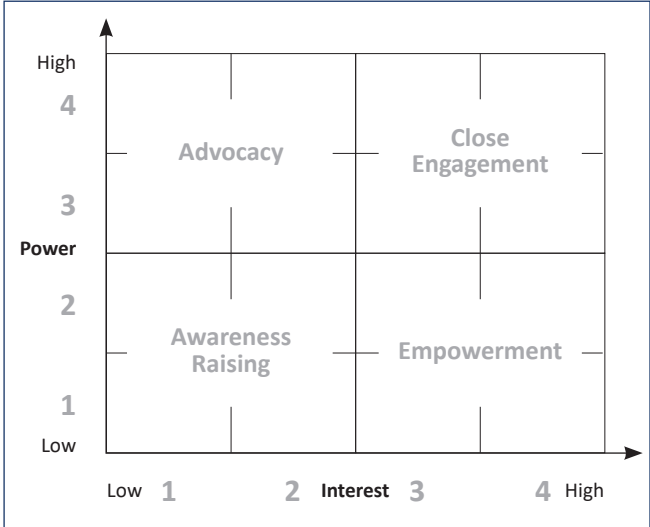 High
4
Advocacy
Close
Engagement
3
Power
2
Awareness
Raising
Empowerment
1
Low
Low 1 2 Interest 3 4 High